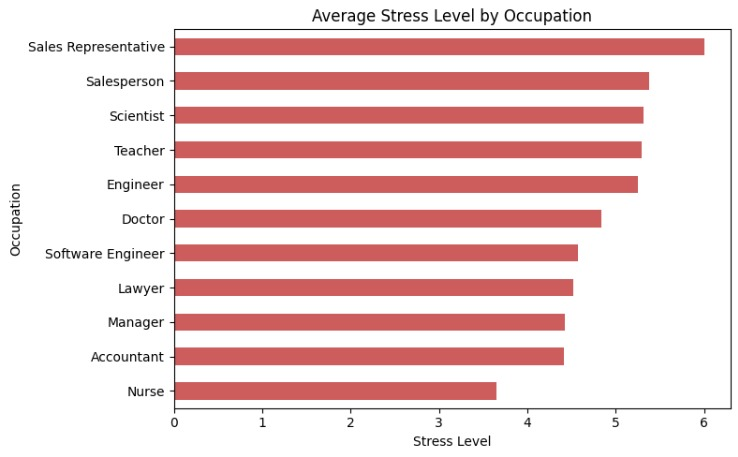 Average Stress Level by Occupation
Sales Representative
Salesperson
Scientist
Teacher
Engineer
Doctor
Software Engineer
Lawyer
Manager
Accountant
Nurse
Occupation
0 1 2 3 4 5 6
Stress Level